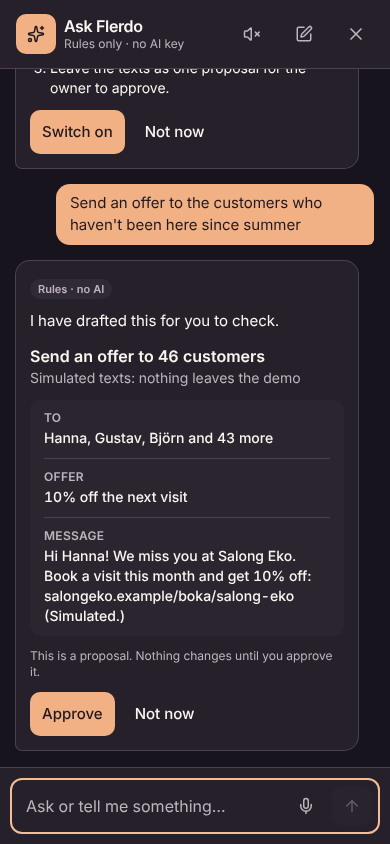 Ask Flerdo
Rules only · no AI key
3. Leave the texts as one proposal for the
owner to approve.
Switch on
Not now
Send an offer to the customers who
haven't been here since summer
Rules · no AI
I have drafted this for you to check.
Send an offer to 46 customers
Simulated texts: nothing leaves the demo
TO
Hanna, Gustav, Björn and 43 more
OFFER
10% off the next visit
MESSAGE
Hi Hanna! We miss you at Salong Eko.
Book a visit this month and get 10% off:
salongeko.example/boka/salong-eko
(Simulated.)
This is a proposal. Nothing changes until you approve
it.
Approve
Not now
Ask or tell me something...